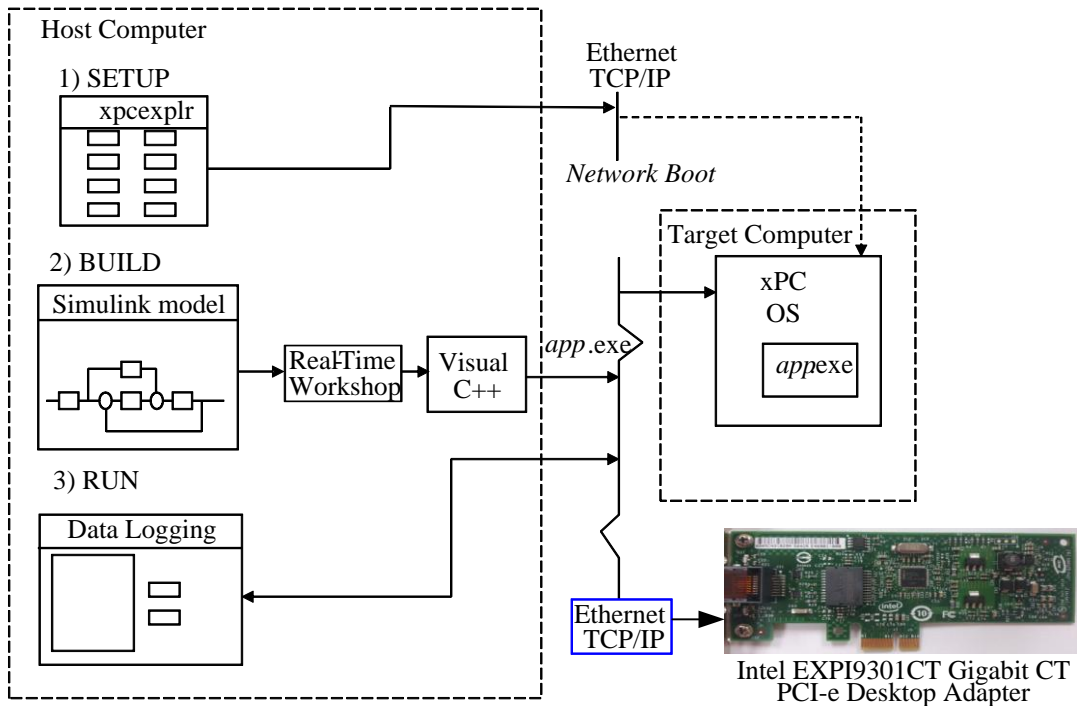 Host Computer
1) SETUP
xpcexplr
Ethernet
TCP/IP
Network Boot
2) BUILD
Simulink model
Real-Time
Workshop
Visual
C++
app.exe
Target Computer
xPC
OS
appexe
3) RUN
Data Logging
Ethernet
TCP/IP
intel
Intel EXPI9301CT Gigabit CT
PCI-e Desktop Adapter